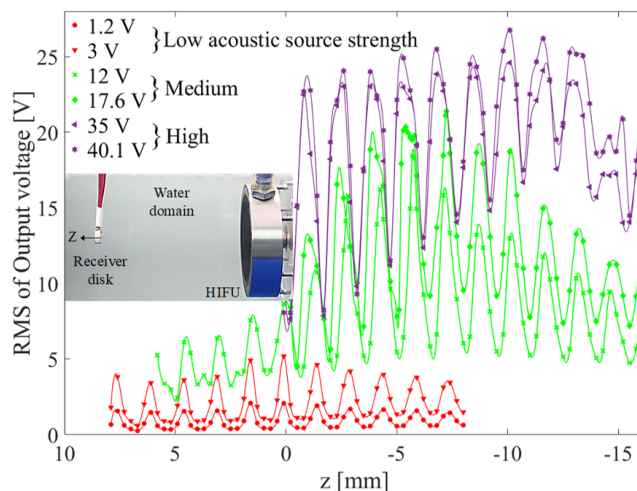 RMS of Output voltage [V]
25
20
15
10
5
0
1.2 V
3 V
} Low acoustic source strength
12 V
17.6 V
} Medium
35 V
40.1 V
} High
Water
domain
Z
Receiver
disk
HIFU
10 5 0 -5 -10 -15
z [mm]